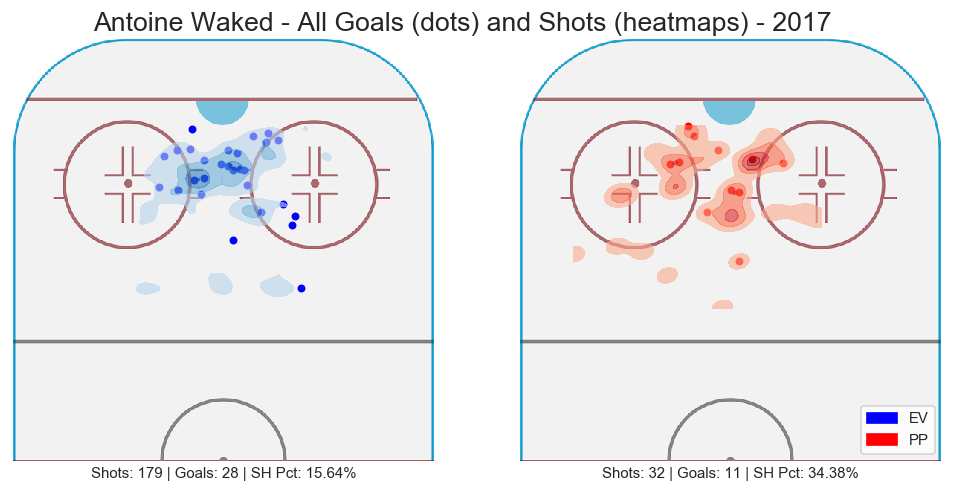 Antoine Waked - All Goals (dots) and Shots (heatmaps) - 2017
EV
PP
Shots: 179 | Goals: 28 | SH Pct: 15.64%
Shots: 32 | Goals: 11 | SH Pct: 34.38%